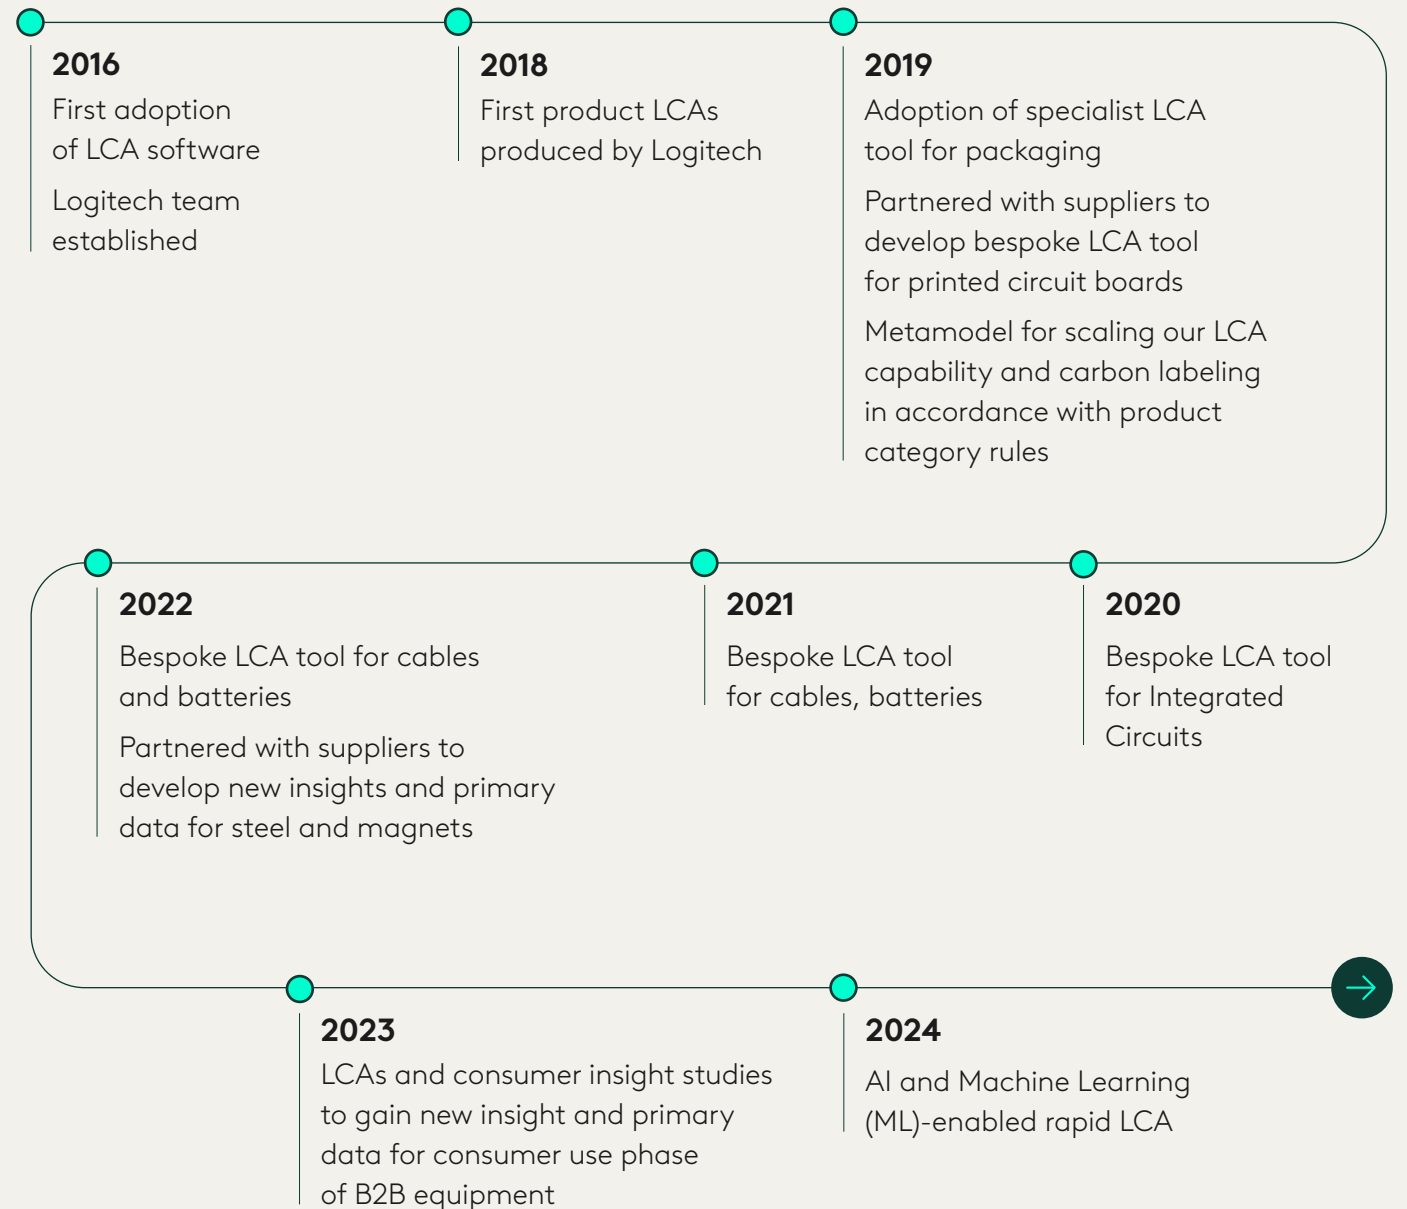 2016
First adoption
of LCA software
Logitech team
established
2018
First product LCAs
produced by Logitech
2019
Adoption of specialist LCA
tool for packaging
Partnered with suppliers to
develop bespoke LCA tool
for printed circuit boards
Metamodel for scaling our LCA
capability and carbon labeling
in accordance with product
category rules
2020
Bespoke LCA tool
for Integrated
Circuits
2021
Bespoke LCA tool
for cables, batteries
2022
Bespoke LCA tool for cables
and batteries
Partnered with suppliers to
develop new insights and primary
data for steel and magnets
2023
LCAs and consumer insight studies
to gain new insight and primary
data for consumer use phase
of B2B equipment
2024
AI and Machine Learning
(ML)-enabled rapid LCA